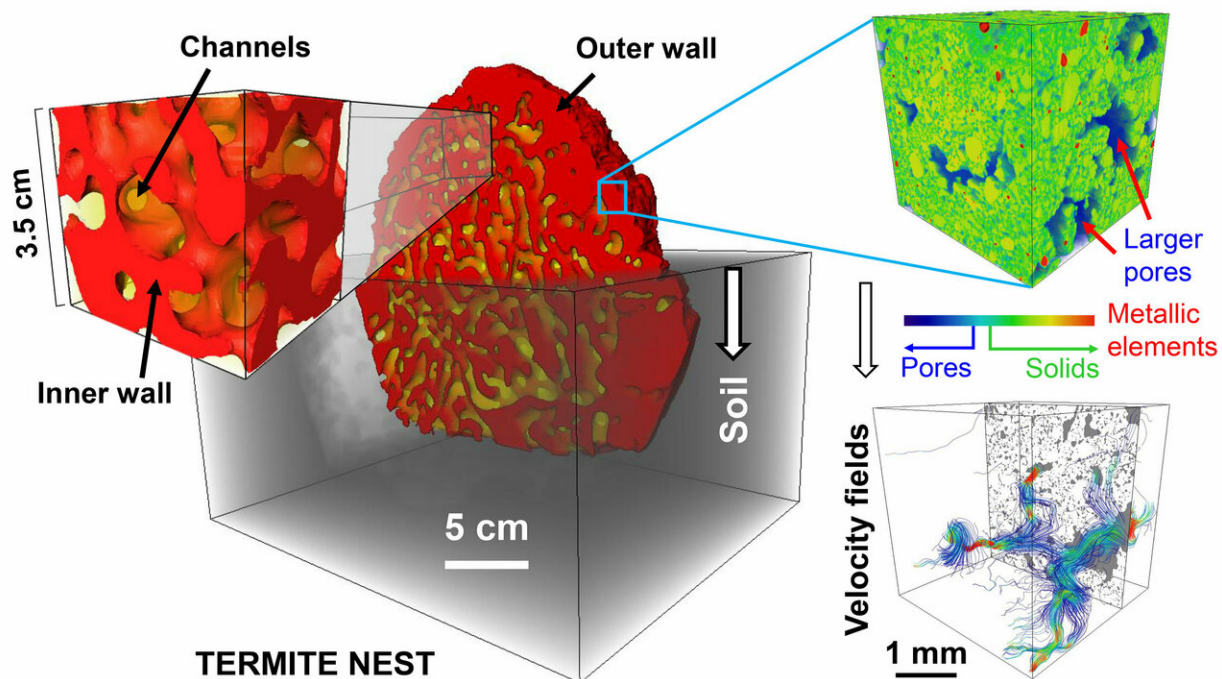 Channels
Outer wall
3.5 cm
Inner wall
Larger
pores
Metallic
elements
Pores
Solids
Soil
5 cm
Velocity fields
1 mm
TERMITE NEST